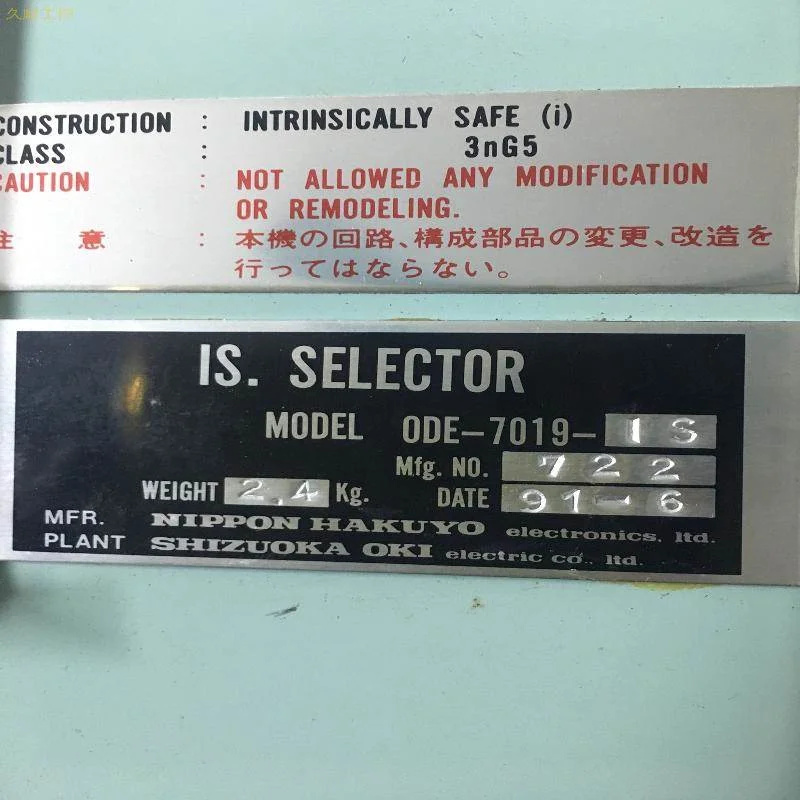 CONSTRUCTION : INTRINSICALLY SAFE (i)
CLASS : 3nG5
CAUTION : NOT ALLOWED ANY MODIFICATION
OR REMODELING.
注意 : 本機の回路、構成部品の変更、改造を
行ってはならない。
IS. SELECTOR
MODEL ODE-7019-1S
Mfg. NO. 722
WEIGHT 2.4 Kg. DATE 91-6
MFR. NIPPON HAKUYO electronics, ltd.
PLANT SHIZUOKA OKI electric co., ltd.